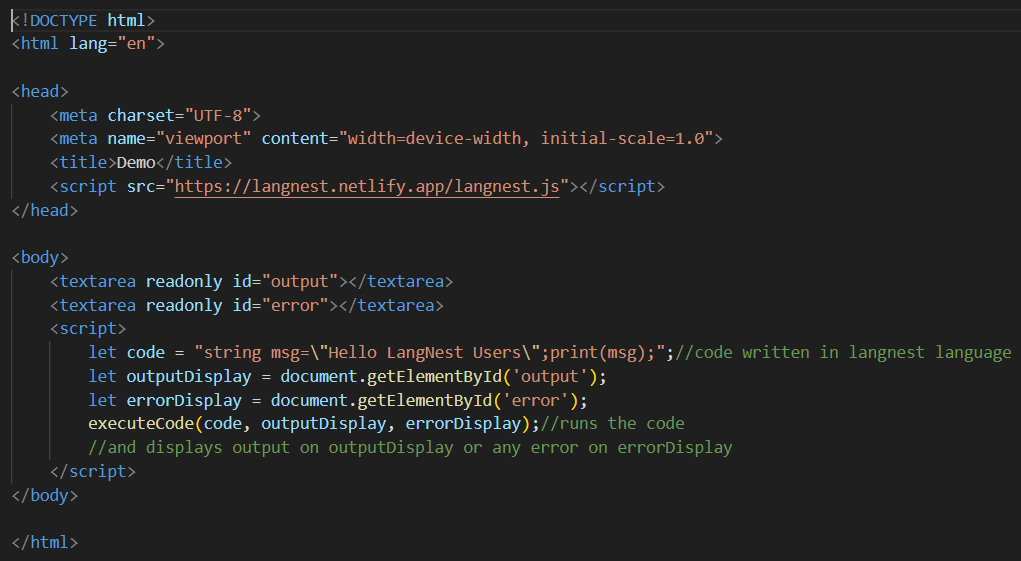 <!DOCTYPE html>
<html lang="en">
<head>
    <meta charset="UTF-8">
    <meta name="viewport" content="width=device-width, initial-scale=1.0">
    <title>Demo</title>
    <script src="https://langnest.netlify.app/langnest.js"></script>
</head>
<body>
    <textarea readonly id="output"></textarea>
    <textarea readonly id="error"></textarea>
    <script>
        let code = "string msg=\"Hello LangNest Users\";print(msg);";//code written in langnest language
        let outputDisplay = document.getElementById('output');
        let errorDisplay = document.getElementById('error');
        executeCode(code, outputDisplay, errorDisplay);//runs the code
        //and displays output on outputDisplay or any error on errorDisplay
    </script>
</body>
</html>